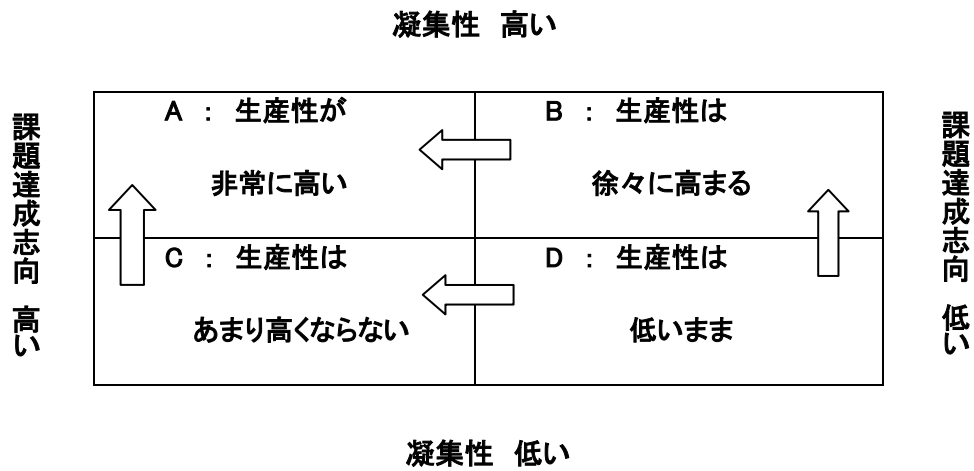 凝集性 高い
課題達成志向 高い
A : 生産性が
非常に高い
B : 生産性は
徐々に高まる
課題達成志向 低い
C : 生産性は
あまり高くならない
D : 生産性は
低いまま
凝集性 低い